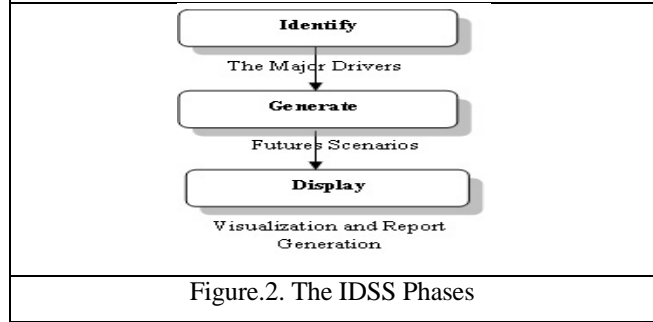 Identify
The Major Drivers
Generate
Futures Scenarios
Display
Visualization and Report
Generation
Figure.2. The IDSS Phases